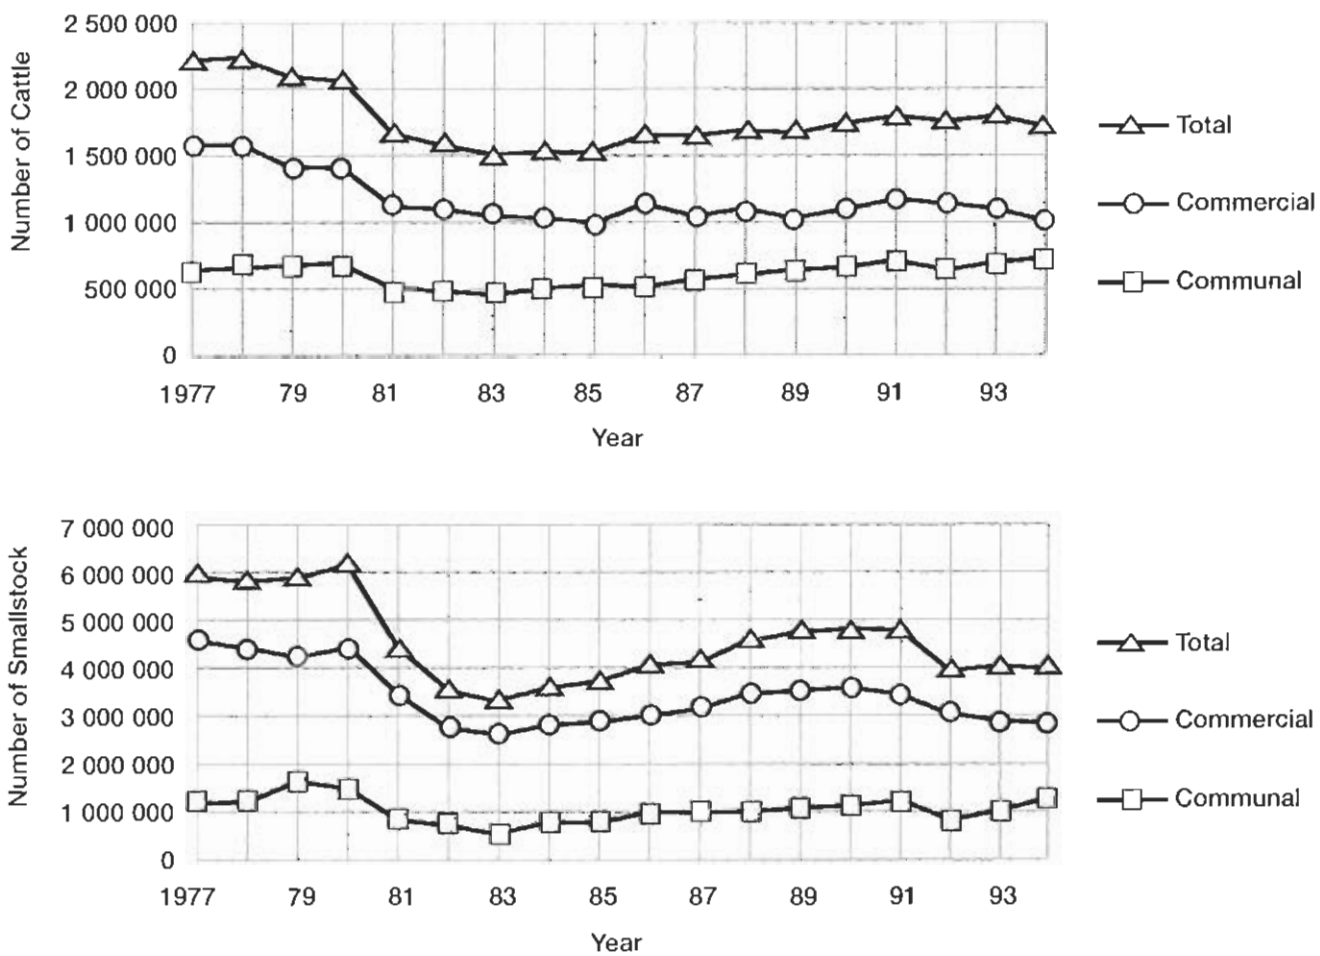 Number of Cattle
2 500 000
2 000 000
1 500 000
1 000 000
500 000
0
1977 79 81 83 85 87 89 91 93
Year
Total
Commercial
Communal
Number of Smallstock
7 000 000
6 000 000
5 000 000
4 000 000
3 000 000
2 000 000
1 000 000
0
1977 79 81 83 85 87 89 91 93
Year
Total
Commercial
Communal